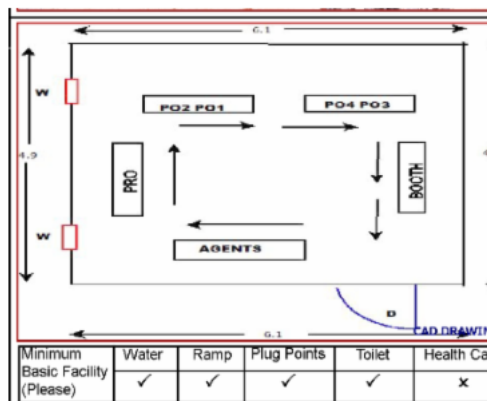 6.1
W
PO2 PO1
PO4 PO3
4.9
PRO
BOOTH
W
AGENTS
D
CAD DRAWIN
6.1
Minimum
Basic Facility
(Please)
Water
Ramp
Plug Points
Toilet
Health Ca
✓
✓
✓
✓
x